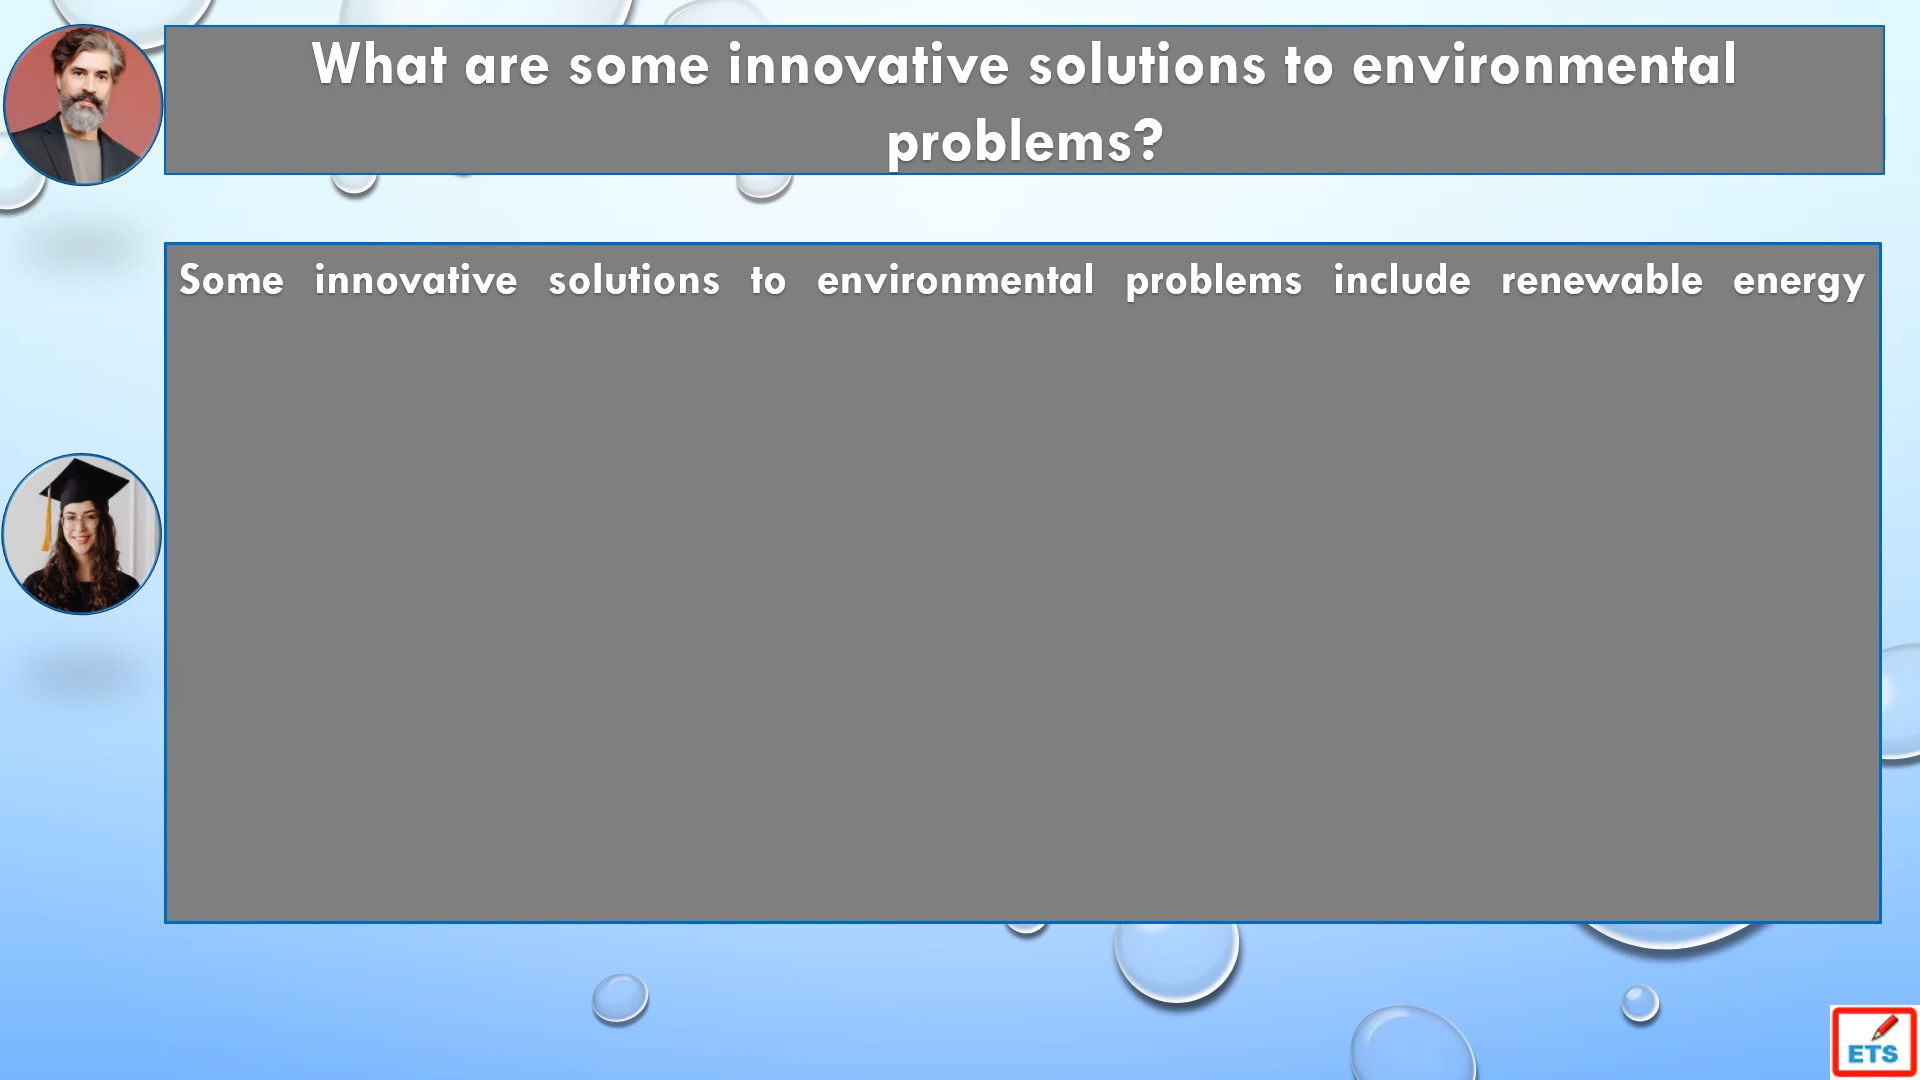 What are some innovative solutions to environmental
problems?
Some innovative solutions to environmental problems include renewable energy
ETS